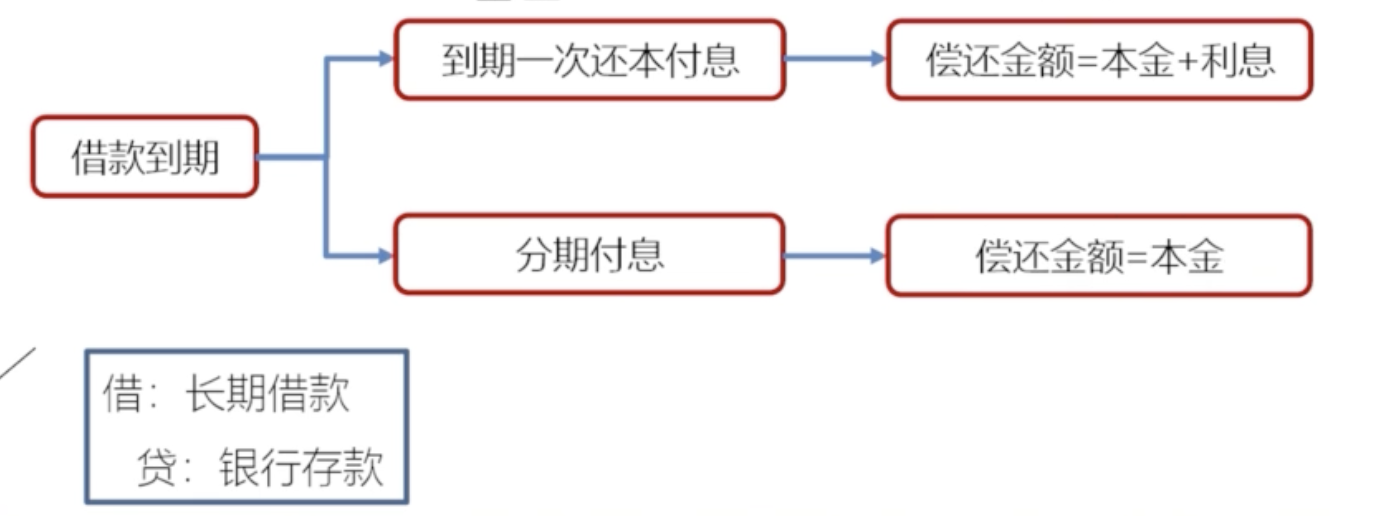 到期一次还本付息
偿还金额=本金+利息
借款到期
分期付息
偿还金额=本金
借：长期借款
贷：银行存款